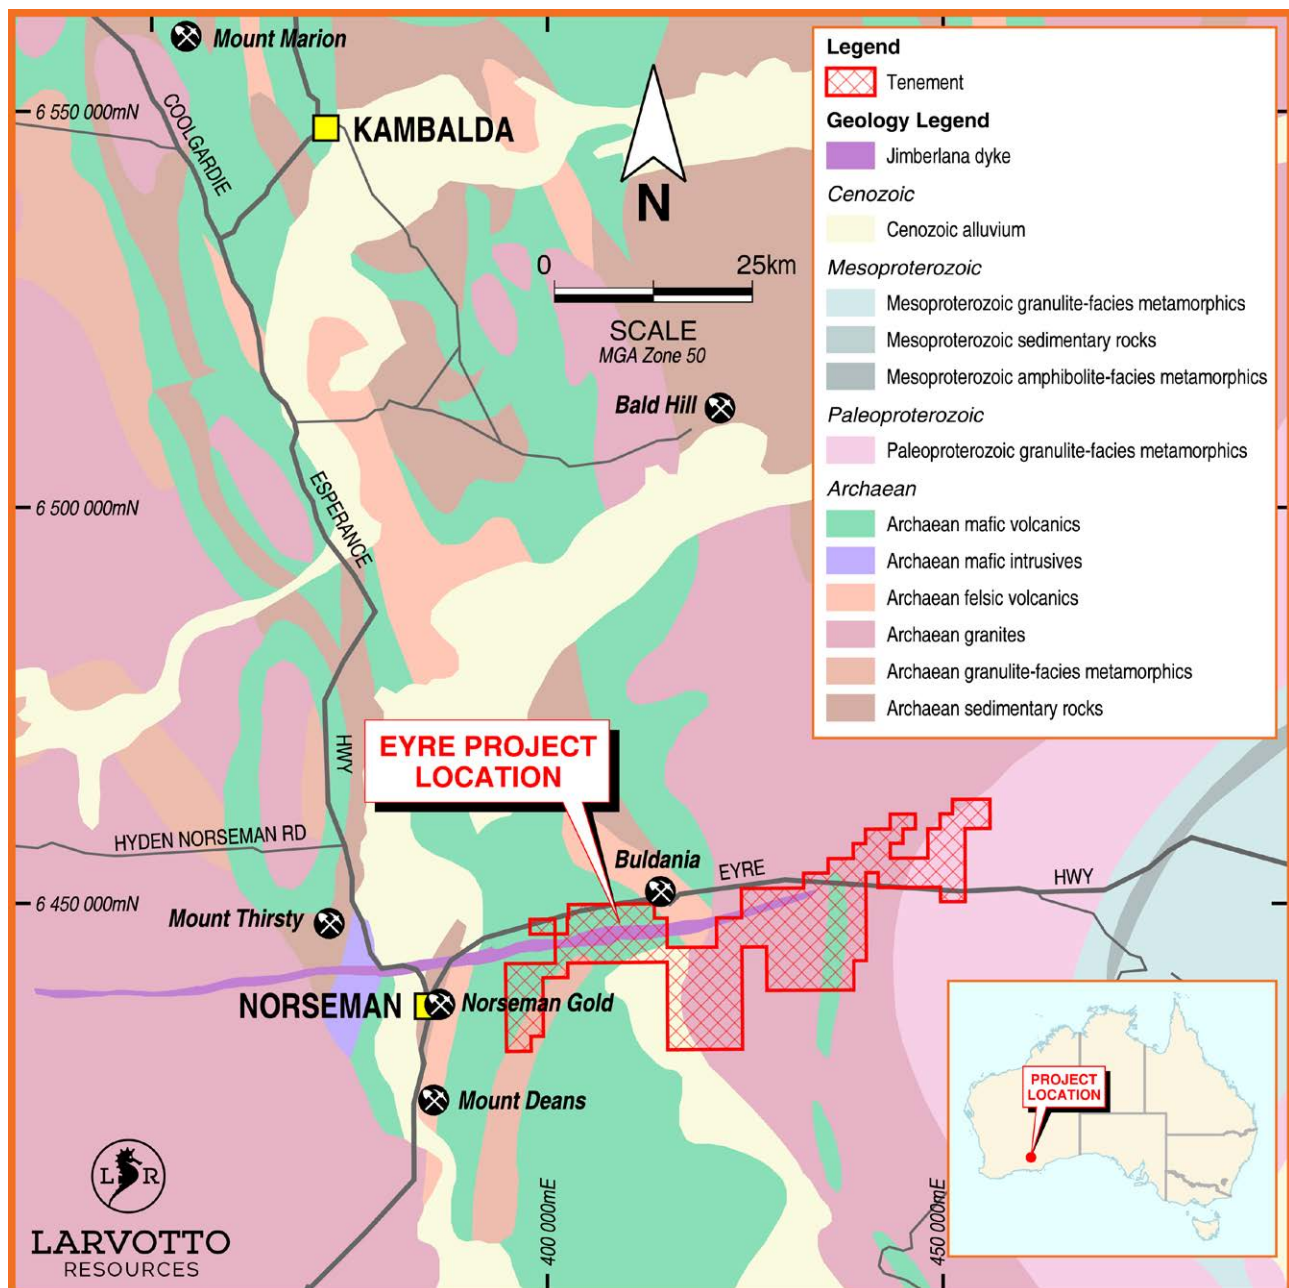 Mount Marion
6 550 000mN
COOLGARDIE
KAMBALDA
N
0 25km
SCALE
MGA Zone 50
Bald Hill
6 500 000mN
ESPERANCE
HWY
EYRE PROJECT
LOCATION
HYDEN NORSEMAN RD
Buldania
EYRE
HWY
6 450 000mN
Mount Thirsty
NORSEMAN
Norseman Gold
Mount Deans
400 000mE
450 000mE
Legend
Tenement
Geology Legend
Jimberlana dyke
Cenozoic
Cenozoic alluvium
Mesoproterozoic
Mesoproterozoic granulite-facies metamorphics
Mesoproterozoic sedimentary rocks
Mesoproterozoic amphibolite-facies metamorphics
Paleoproterozoic
Paleoproterozoic granulite-facies metamorphics
Archaean
Archaean mafic volcanics
Archaean mafic intrusives
Archaean felsic volcanics
Archaean granites
Archaean granulite-facies metamorphics
Archaean sedimentary rocks
PROJECT
LOCATION
L R
LARVOTTO
RESOURCES